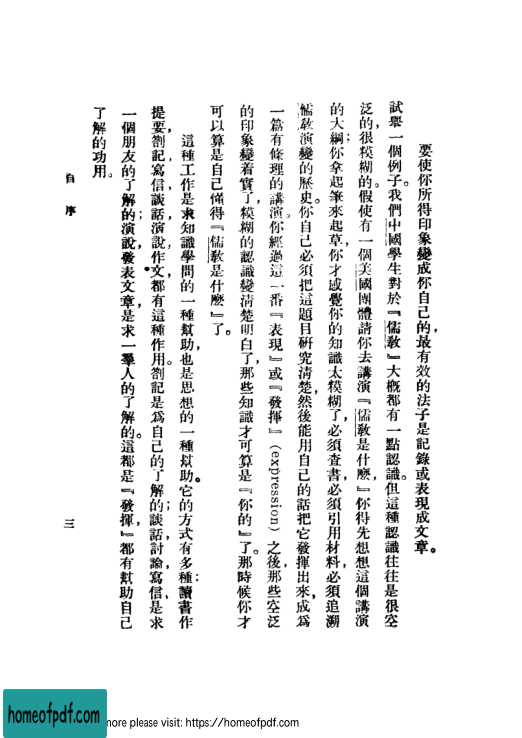 要使你所得印象變成你自己的,最有效的法子是記錄或表現成文章。
試舉一個例子。我們中國學生對於『儒教』大概都有一點認識。但這種認識往往是很空
泛的,很模糊的。假使有一個美國團體請你去講演『儒教是什麼,』你得先想想這個講演
的大綱;你拿起筆來起草,你才感覺你的知識太模糊了,必須查書,必須引用材料,必須追溯
儒教演變的歷史。你自己必須把這題目研究清楚,然後能用自己的話把它發揮出來,成爲
一篇有條理的講演。你經過這一番『表現』或『發揮』(expression)之後,那些空泛
的印象變着實了,模糊的認識變清楚明白了,那些知識才可算是『你的』了。那時候你才
可以算是自己懂得『儒教是什麼』了。
這種工作是求知識學問的一種幫助,也是思想的一種幫助。它的方式有多種:讀書作
提要,劄記,寫信,談話,演說,作文,都有這種作用。劄記是爲自己的了解的;談話,討論,寫信,是求
一個朋友的了解的;演說,發表文章,是求一羣人的了解的。這都是『發揮,』都有幫助自己
了解的功用。
自序
三
homeofpdf.com
more please visit: https://homeofpdf.com